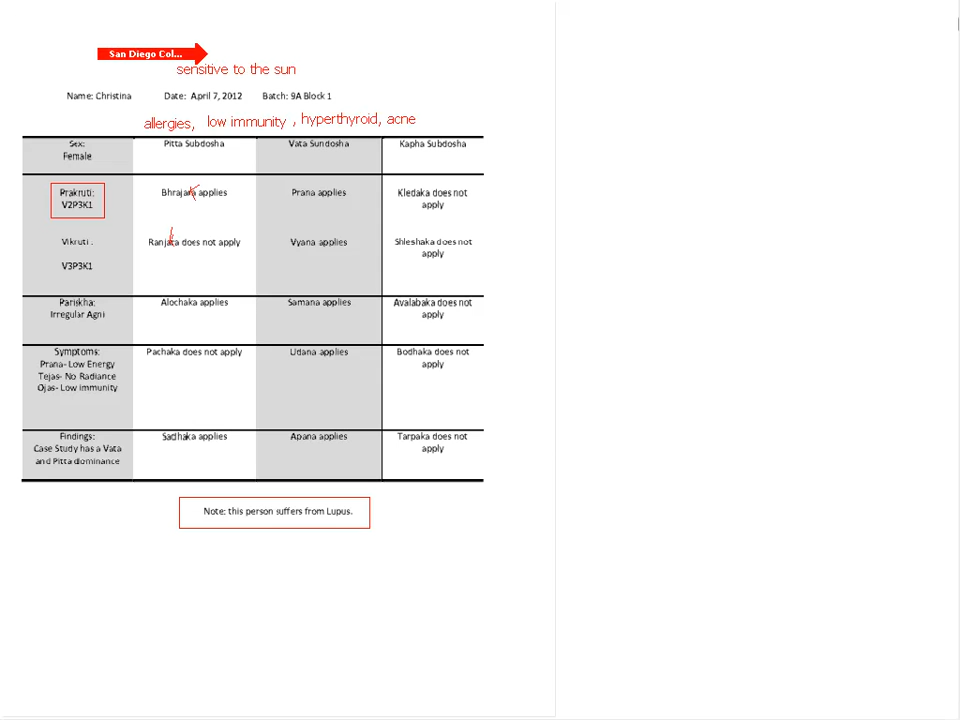 San Diego Col...
sensitive to the sun
Name: Christina Date: April 7, 2012 Batch: 9A Block 1
allergies, low immunity , hyperthyroid, acne
Sex: Pitta Subdosha Vata Sundosha Kapha Subdosha
Female
Prakruti: Bhrajara applies Prana applies Kledaka does not
V2P3K1 apply
Vikruti . Ranjara does not apply Vyana applies Shleshaka does not
apply
V3P3K1
Pariskha: Alochaka applies Samana applies Avalabaka does not
Irregular Agni apply
Symptoms: Pachaka does not apply Udana applies Bodhaka does not
Prana- Low Energy apply
Tejas- No Radiance
Ojas- Low immunity
Findings: Sadhaka applies Apana applies Tarpaka does not
Case Study has a Vata apply
and Pitta dominance
Note: this person suffers from Lupus.